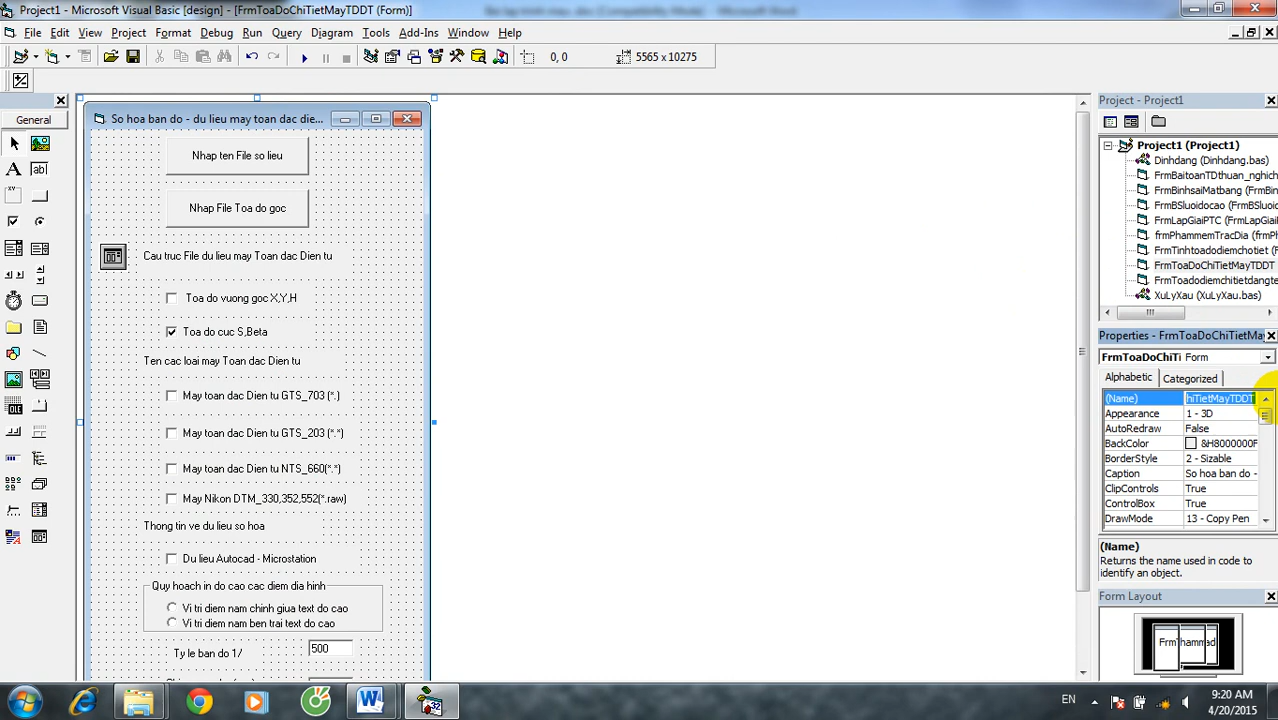 Project1 - Microsoft Visual Basic [design] - [FrmToaDoChiTietMayTDDT (Form)]
File Edit View Project Format Debug Run Query Diagram Tools Add-Ins Window Help
0, 0 5565 x 10275
General
So hoa ban do - du lieu may toan dac die...
Nhap ten File so lieu
Nhap File Toa do goc
Cau truc File du lieu may Toan dac Dien tu
Toa do vuong goc X,Y,H
Toa do cuc S,Beta
Ten cac loai may Toan dac Dien tu
May toan dac Dien tu GTS_703 (*.)
May toan dac Dien tu GTS_203 (*.*)
May toan dac Dien tu NTS_660(*.*)
May Nikon DTM_330,352,552(*.raw)
Thong tin ve du lieu so hoa
Du lieu Autocad - Microstation
Quy hoach in do cao cac diem dia hinh
Vi tri diem nam chinh giua text do cao
Vi tri diem nam ben trai text do cao
Ty le ban do 1/ 500
Project - Project1
Project1 (Project1)
Dinhdang (Dinhdang.bas)
FrmBaitoanTDthuan_nghich
FrmBinhsaiMatbang (FrmBin
FrmBSluoidocao (FrmBSluoi
FrmLapGiaiPTC (FrmLapGi
frmPhammemTracDia (frmPh
FrmTinhtoadodiemchotiet (
FrmToaDoChiTietMayTDDT (
FrmToadodiemchitietdangte
XuLyXau (XuLyXau.bas)
Properties - FrmToaDoChiTietMay
FrmToaDoChiTi Form
Alphabetic Categorized
(Name) hiTietMayTDDT
Appearance 1 - 3D
AutoRedraw False
BackColor &H8000000F
BorderStyle 2 - Sizable
Caption So hoa ban do -
ClipControls True
ControlBox True
DrawMode 13 - Copy Pen
(Name)
Returns the name used in code to
identify an object.
Form Layout
EN
9:20 AM
4/20/2015